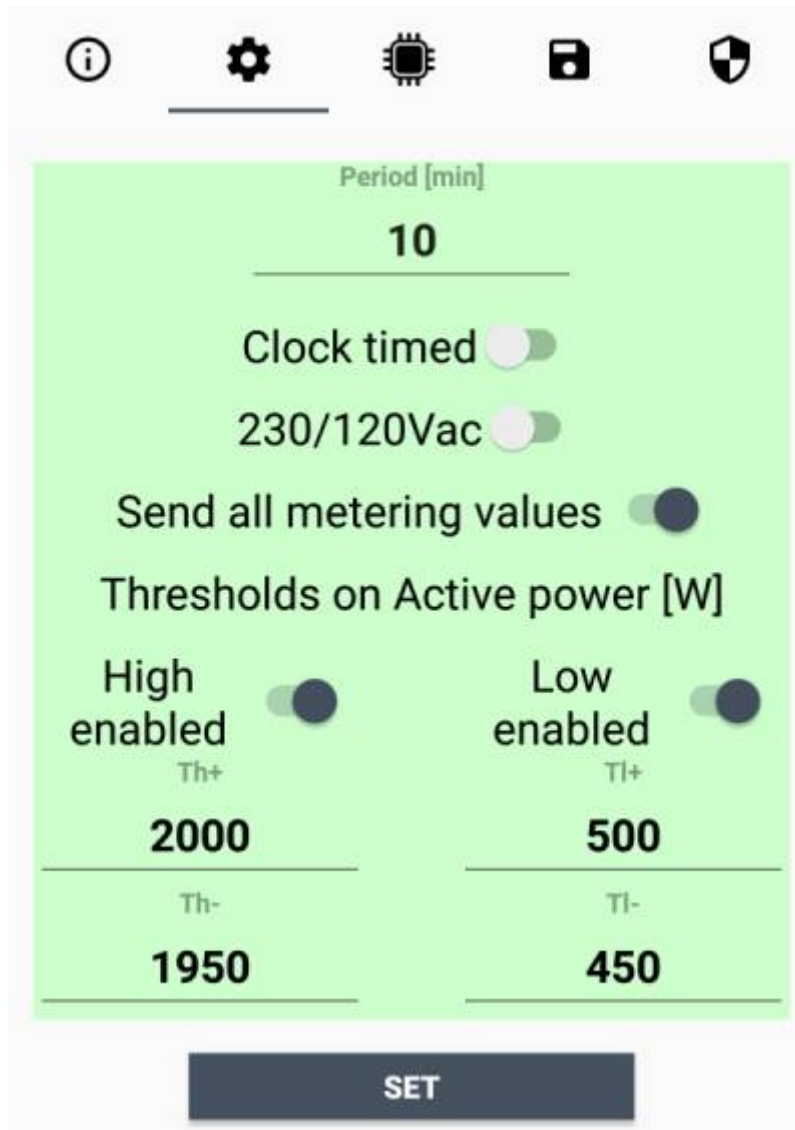 Period [min]
10
Clock timed
230/120Vac
Send all metering values
Thresholds on Active power [W]
High
enabled
Low
enabled
Th+
Tl+
2000
500
Th-
Tl-
1950
450
SET